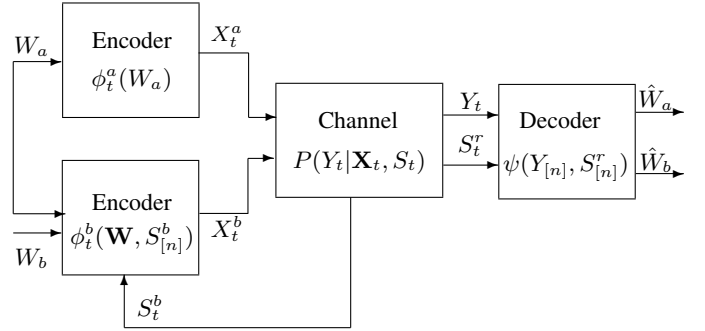 W_a
Encoder
ϕ_t^a(W_a)
X_t^a
Encoder
ϕ_t^b(𝐖, S_{[n]}^b)
W_b
X_t^b
S_t^b
Channel
P(Y_t|𝐗_t, S_t)
Y_t
S_t^r
Decoder
ψ(Y_{[n]}, S_{[n]}^r)
Ŵ_a
Ŵ_b